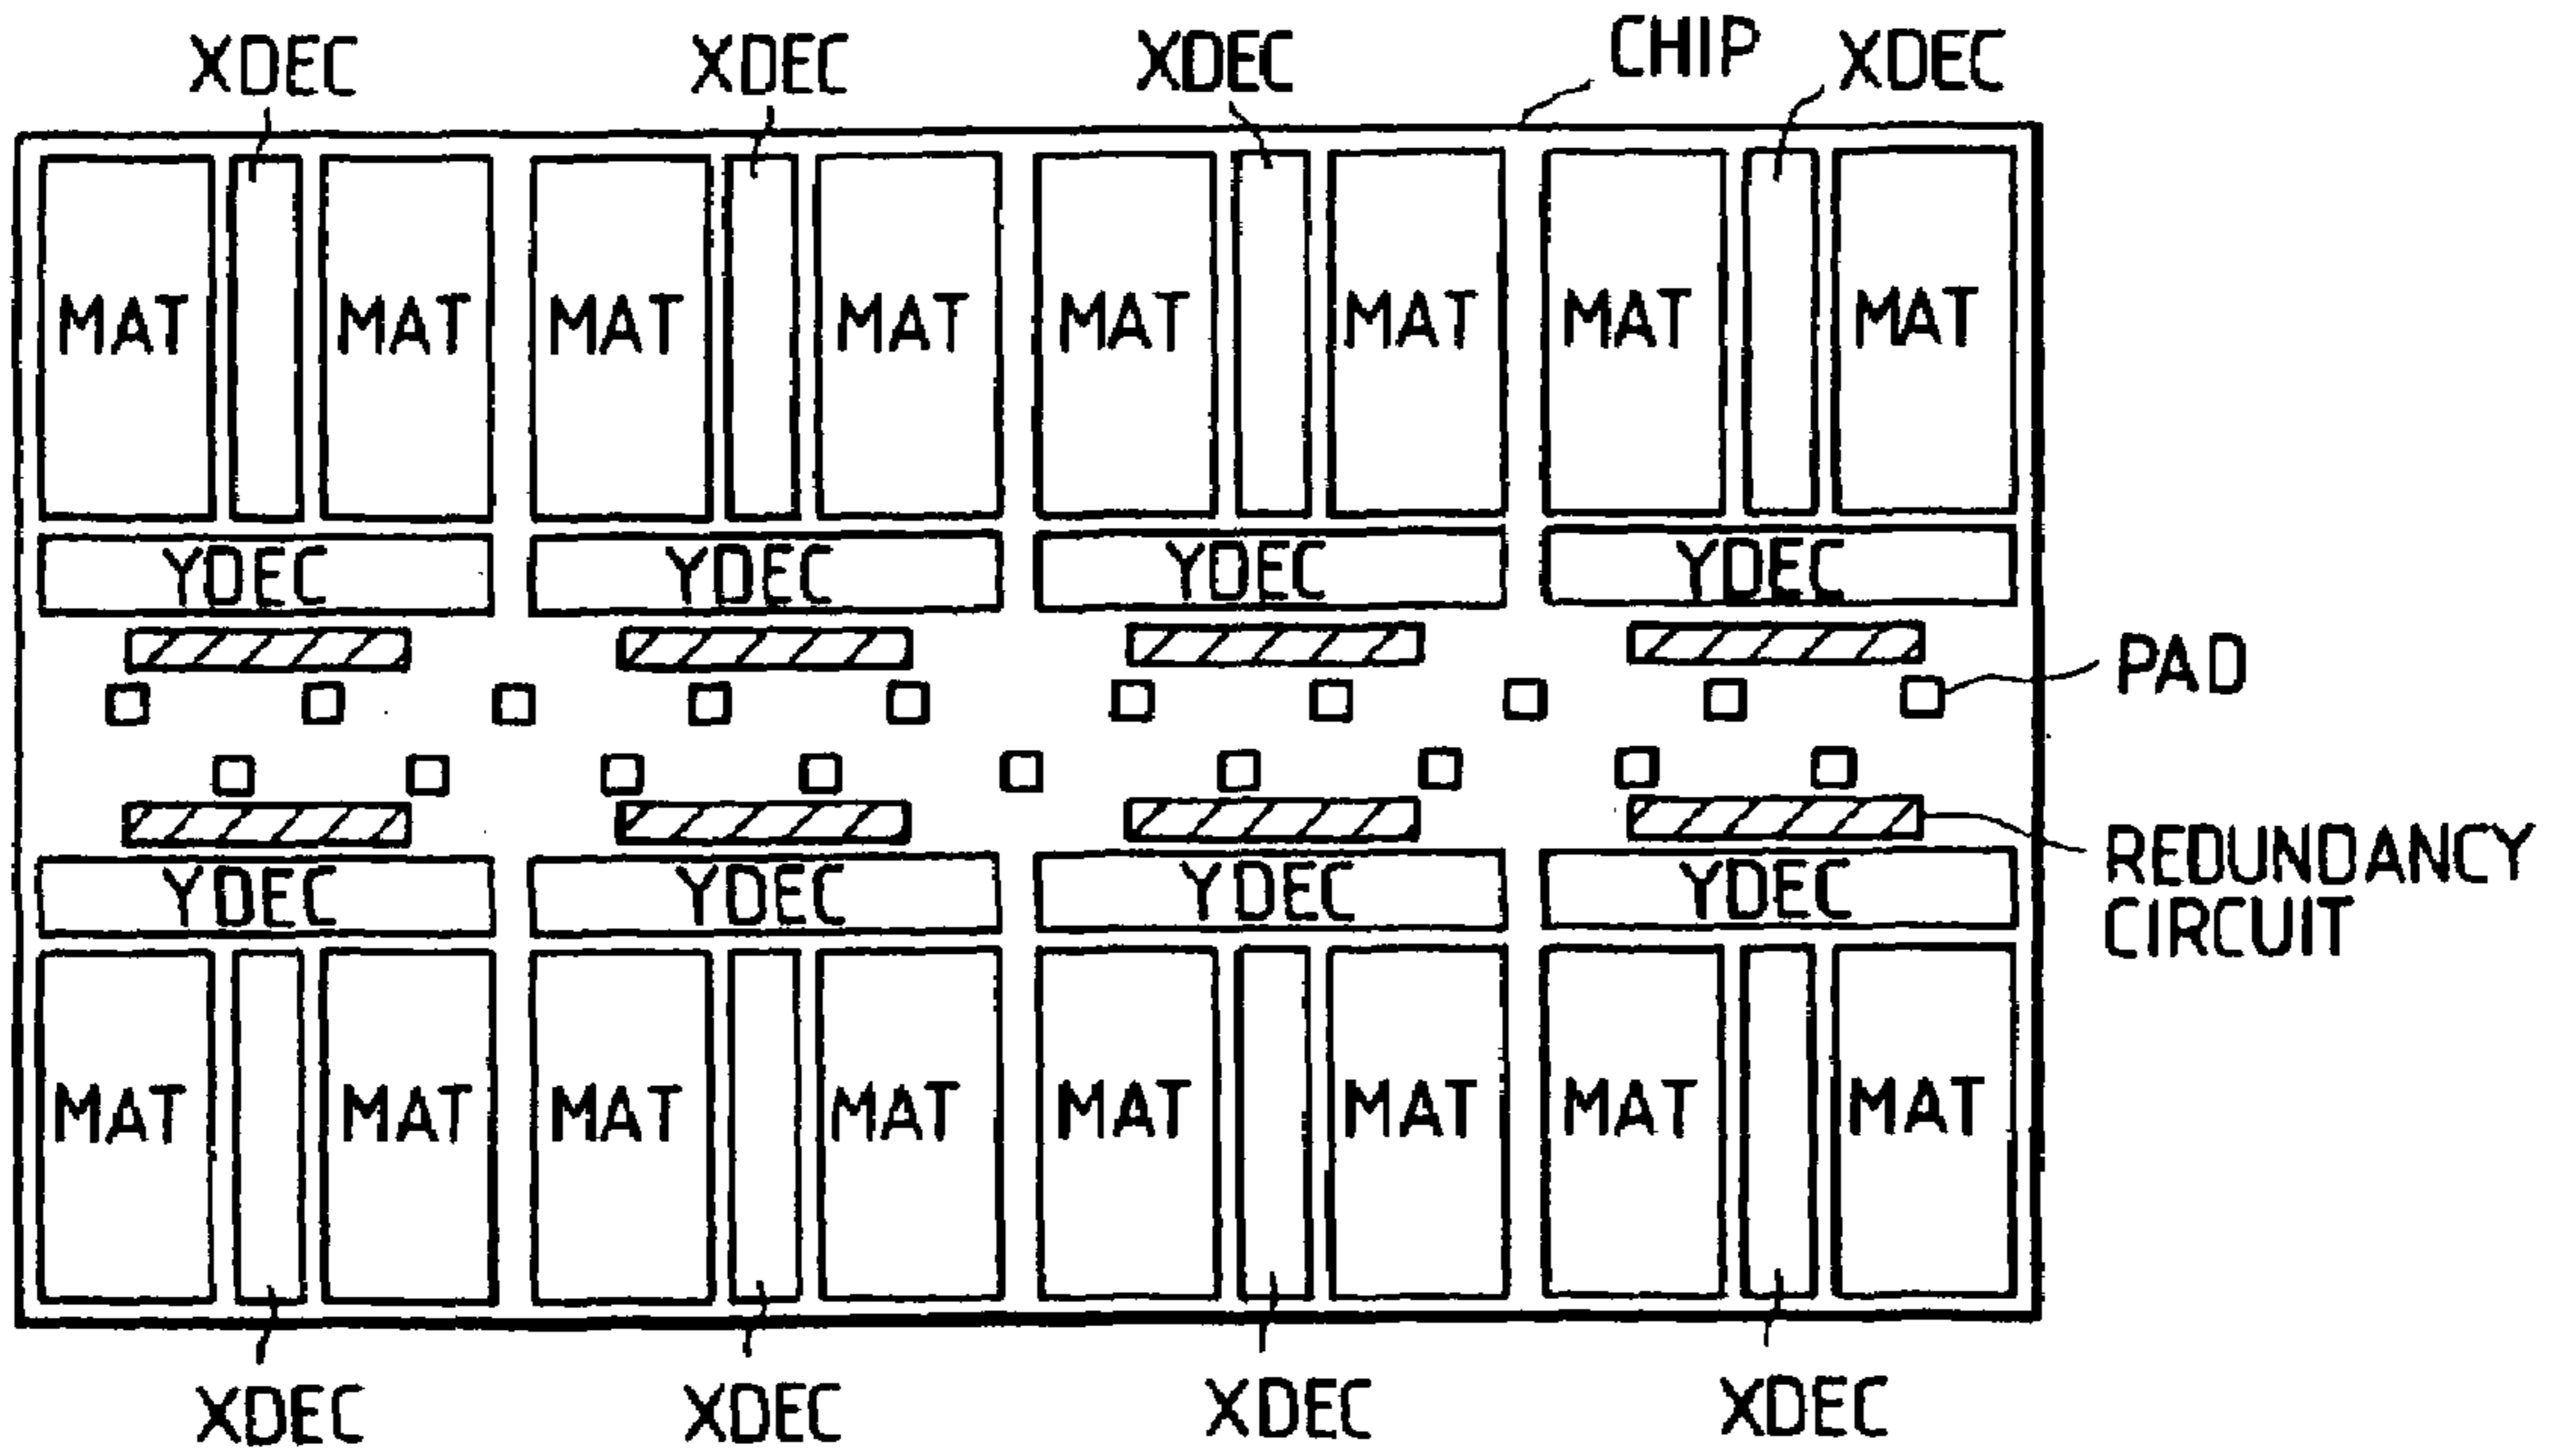 XDEC XDEC XDEC CHIP XDEC
MAT MAT MAT MAT MAT MAT MAT MAT
YDEC YDEC YDEC YDEC
PAD
REDUNDANCY
CIRCUIT
YDEC YDEC YDEC YDEC
MAT MAT MAT MAT MAT MAT MAT MAT
XDEC XDEC XDEC XDEC